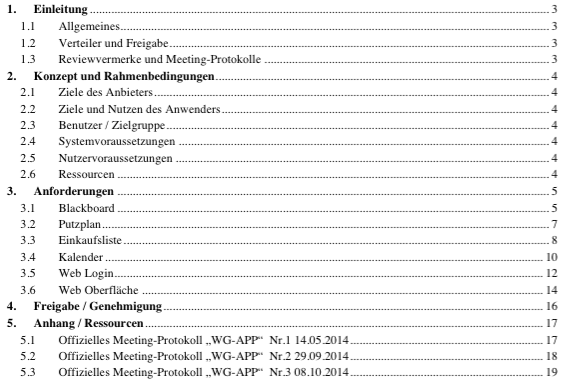 1. Einleitung 3
1.1 Allgemeines 3
1.2 Verteiler und Freigabe 3
1.3 Reviewvermerke und Meeting-Protokolle 3
2. Konzept und Rahmenbedingungen 4
2.1 Ziele des Anbieters 4
2.2 Ziele und Nutzen des Anwenders 4
2.3 Benutzer / Zielgruppe 4
2.4 Systemvoraussetzungen 4
2.5 Nutzervoraussetzungen 4
2.6 Ressourcen 4
3. Anforderungen 5
3.1 Blackboard 5
3.2 Putzplan 7
3.3 Einkaufsliste 8
3.4 Kalender 10
3.5 Web Login 12
3.6 Web Oberfläche 14
4. Freigabe / Genehmigung 16
5. Anhang / Ressourcen 17
5.1 Offizielles Meeting-Protokoll „WG-APP“ Nr.1 14.05.2014 17
5.2 Offizielles Meeting-Protokoll „WG-APP“ Nr.2 29.09.2014 18
5.3 Offizielles Meeting-Protokoll „WG-APP“ Nr.3 08.10.2014 19